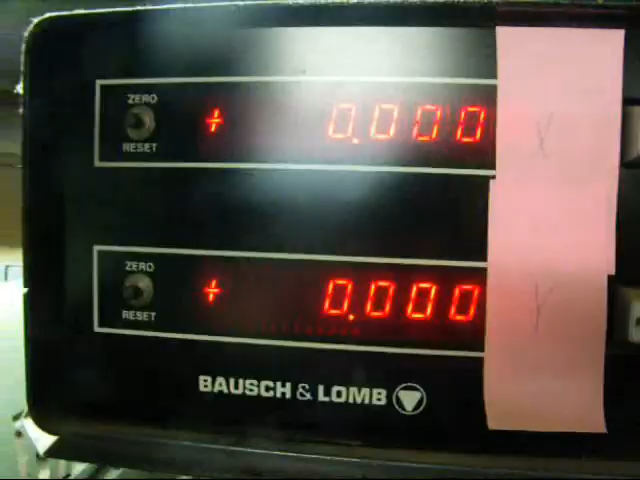 ZERO
+ 0.000 X
RESET
ZERO
+ 0.000 Y
RESET
BAUSCH & LOMB